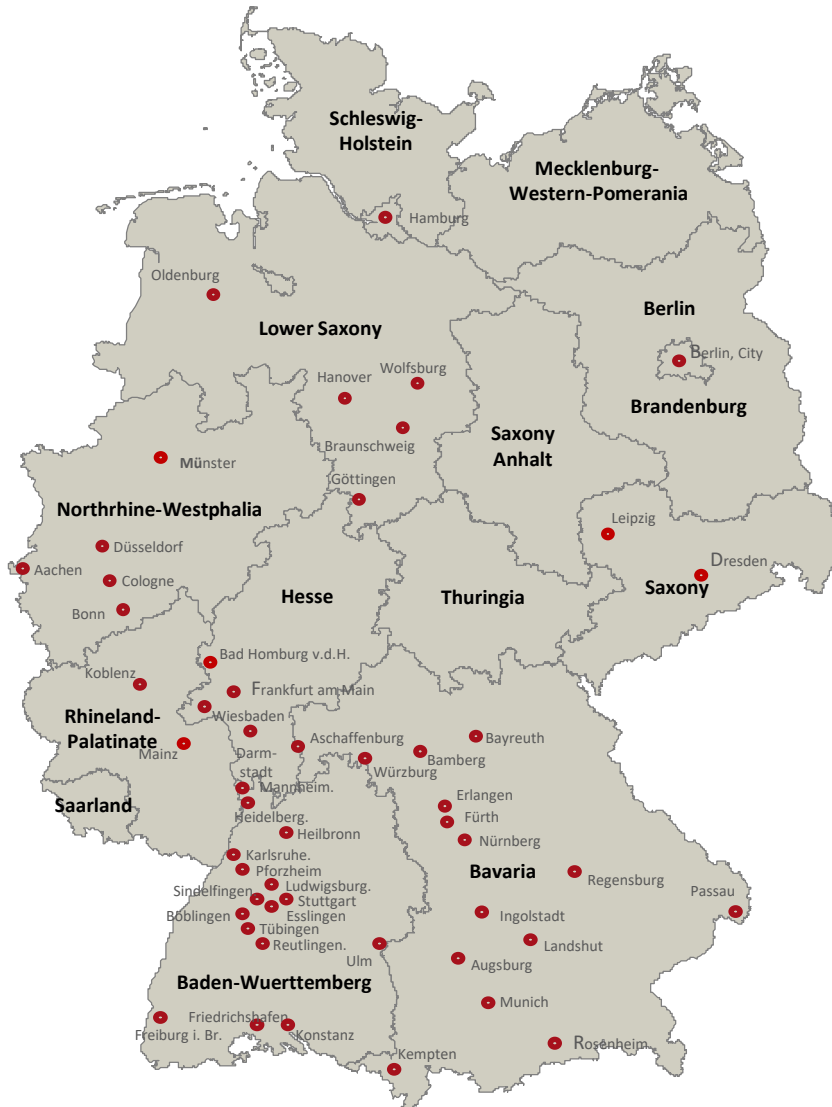 Schleswig-
Holstein
Mecklenburg-
Western-Pomerania
Hamburg
Oldenburg
Berlin
Lower Saxony
Berlin, City
Wolfsburg
Hanover
Brandenburg
Saxony
Anhalt
Braunschweig
Münster
Göttingen
Northrhine-Westphalia
Leipzig
Düsseldorf
Dresden
Aachen
Cologne
Hesse
Thuringia
Saxony
Bonn
Bad Homburg v.d.H.
Koblenz
Frankfurt am Main
Rhineland-
Palatinate
Wiesbaden
Mainz
Darm-
stadt
Aschaffenburg
Bayreuth
Bamberg
Würzburg
Mannheim.
Saarland
Heidelberg.
Erlangen
Fürth
Heilbronn
Nürnberg
Karlsruhe.
Pforzheim
Bavaria
Regensburg
Ludwigsburg.
Sindelfingen
Stuttgart
Passau
Böblingen
Esslingen
Ingolstadt
Tübingen
Reutlingen.
Landshut
Ulm
Augsburg
Baden-Wuerttemberg
Munich
Friedrichshafen
Freiburg i. Br.
Konstanz
Rosenheim
Kempten